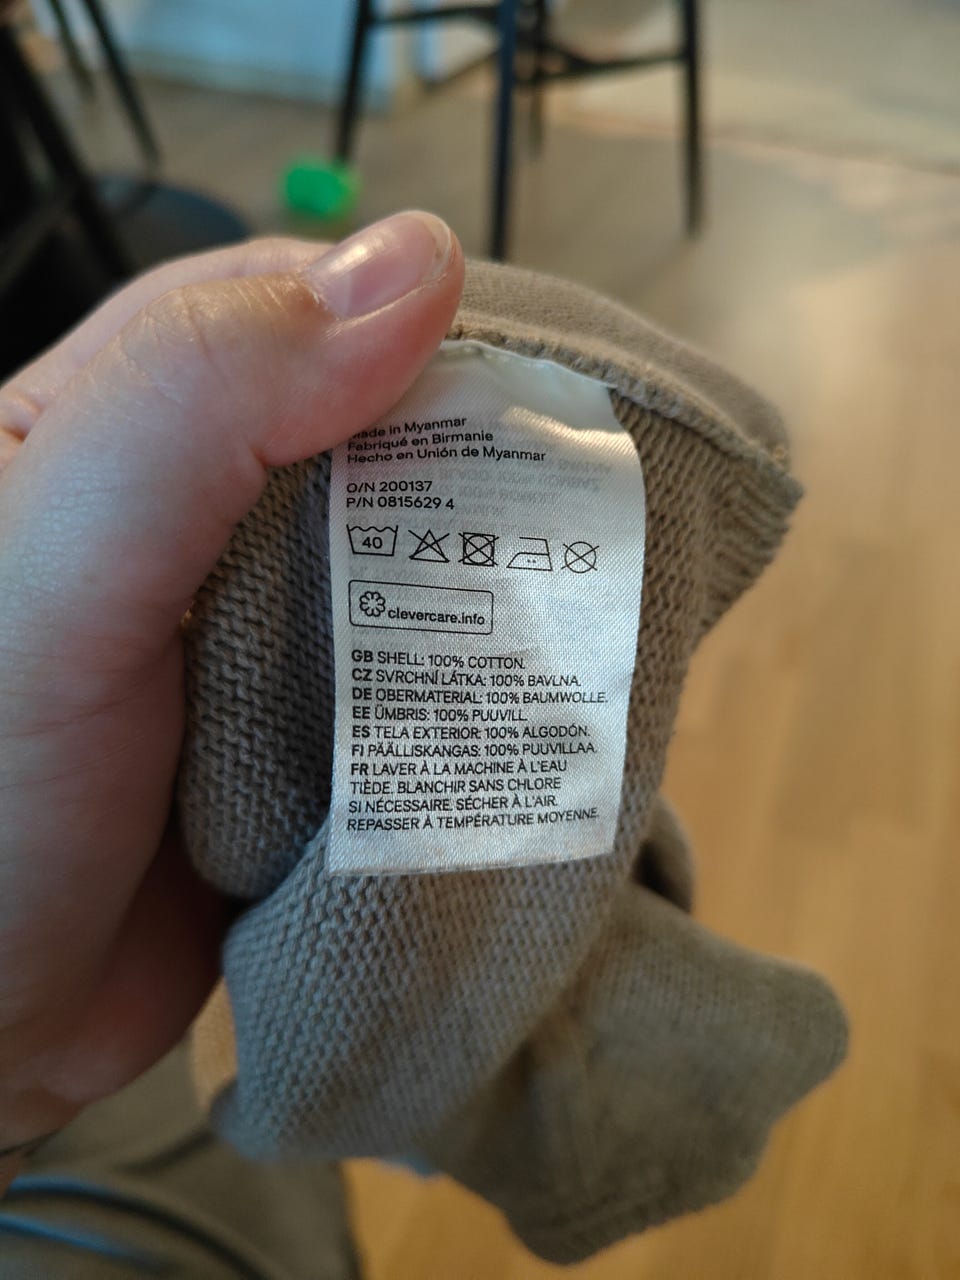 Made in Myanmar
Fabriqué en Birmanie
Hecho en Unión de Myanmar
O/N 200137
P/N 0815629 4
40
clevercare.info
GB SHELL: 100% COTTON.
CZ SVRCHNÍ LÁTKA: 100% BAVLNA.
DE OBERMATERIAL: 100% BAUMWOLLE.
EE ÜMBRIS: 100% PUUVILL.
ES TELA EXTERIOR: 100% ALGODÓN.
FI PÄÄLLISKANGAS: 100% PUUVILLAA.
FR LAVER À LA MACHINE À L'EAU
TIÈDE. BLANCHIR SANS CHLORE
SI NÉCESSAIRE. SÉCHER À L'AIR.
REPASSER À TEMPÉRATURE MOYENNE.